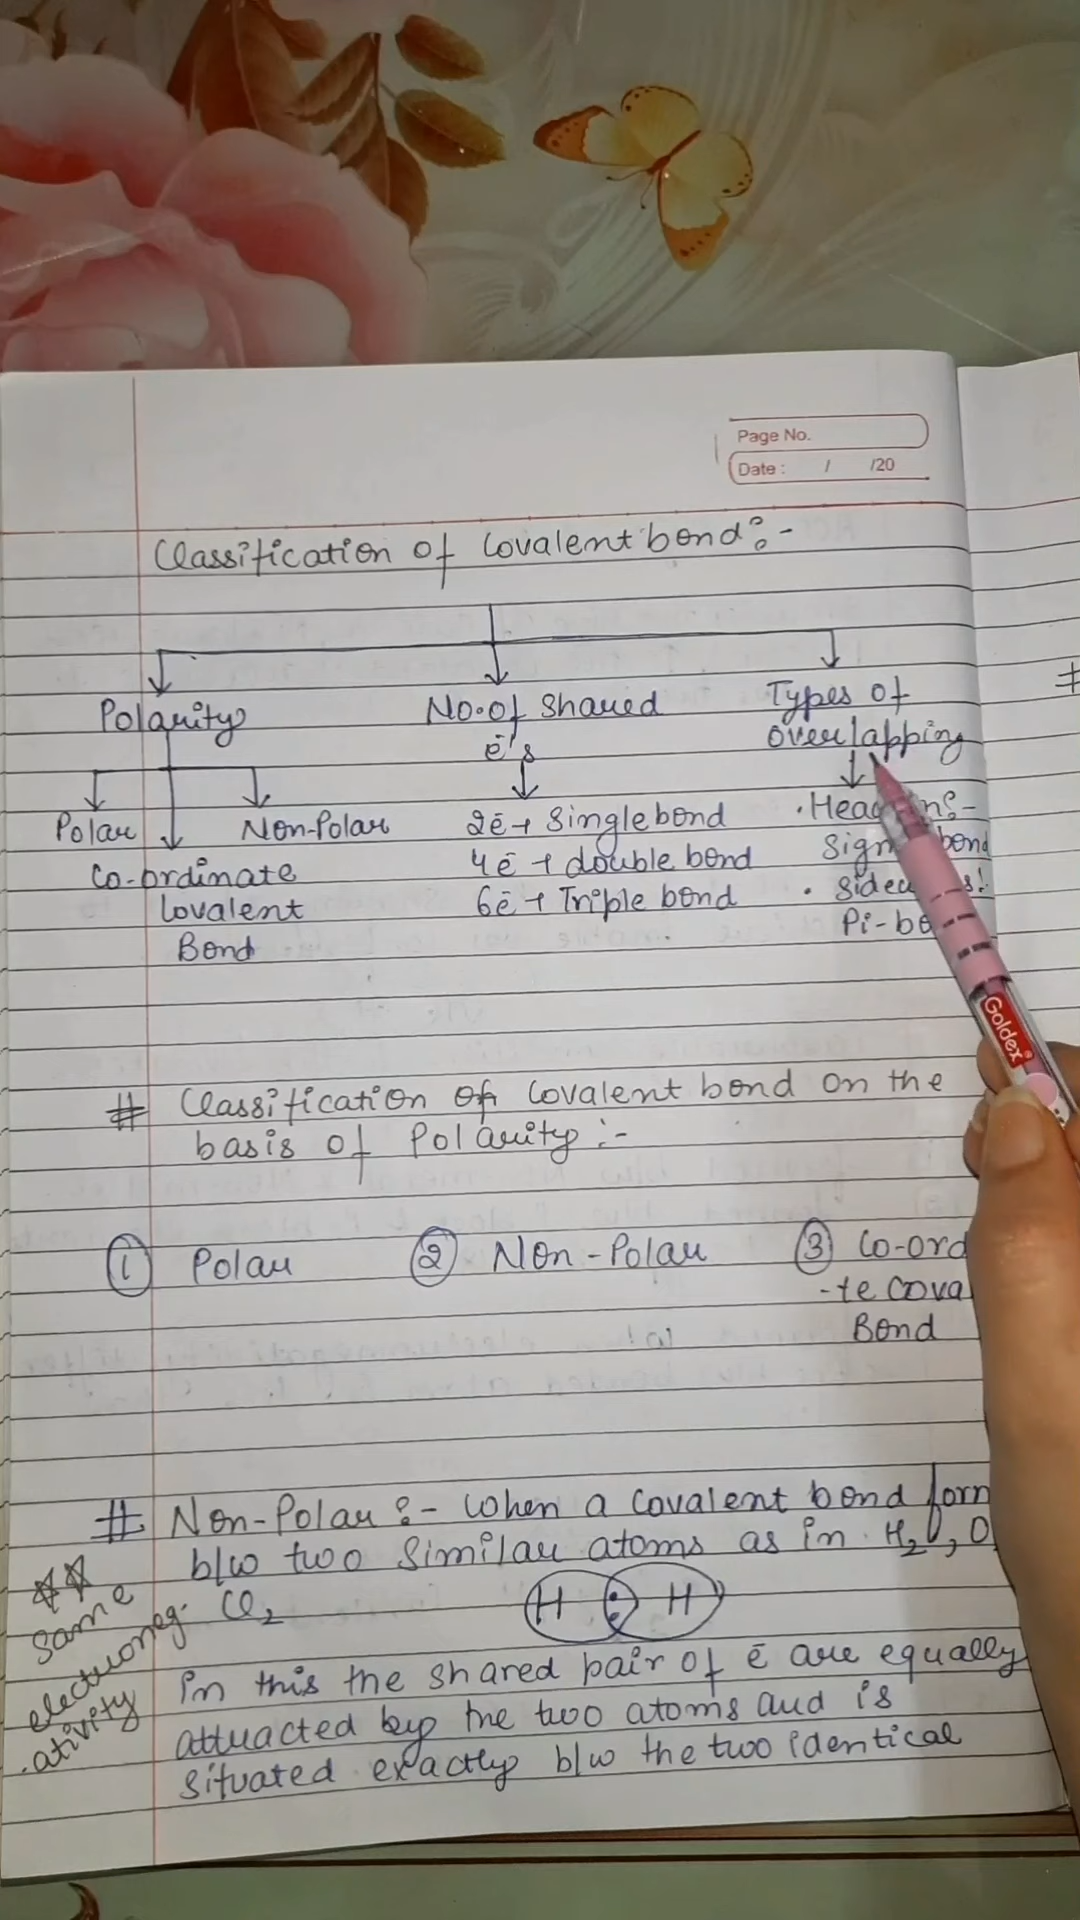 Page No.
Date : / /20
Classification of Covalent bond :-
Polarity
No. of Shared
ē's
Types of
overlapping
Polar
Non-Polar
Co-ordinate
Covalent
Bond
2ē → Single bond
4ē → double bond
6ē → Triple bond
Pi-
Goldex
# Classification of Covalent bond on the
basis of Polarity :-
① Polar ② Non-Polar ③ Co-ord
-te Cova
Bond
# Non-Polar :- When a Covalent bond form
b/w two Similar atoms as in H₂, O
Cl₂
H : H
Same
electroneg.
ativity
in this the shared pair of ē are equally
attracted by the two atoms and is
situated exactly b/w the two identical